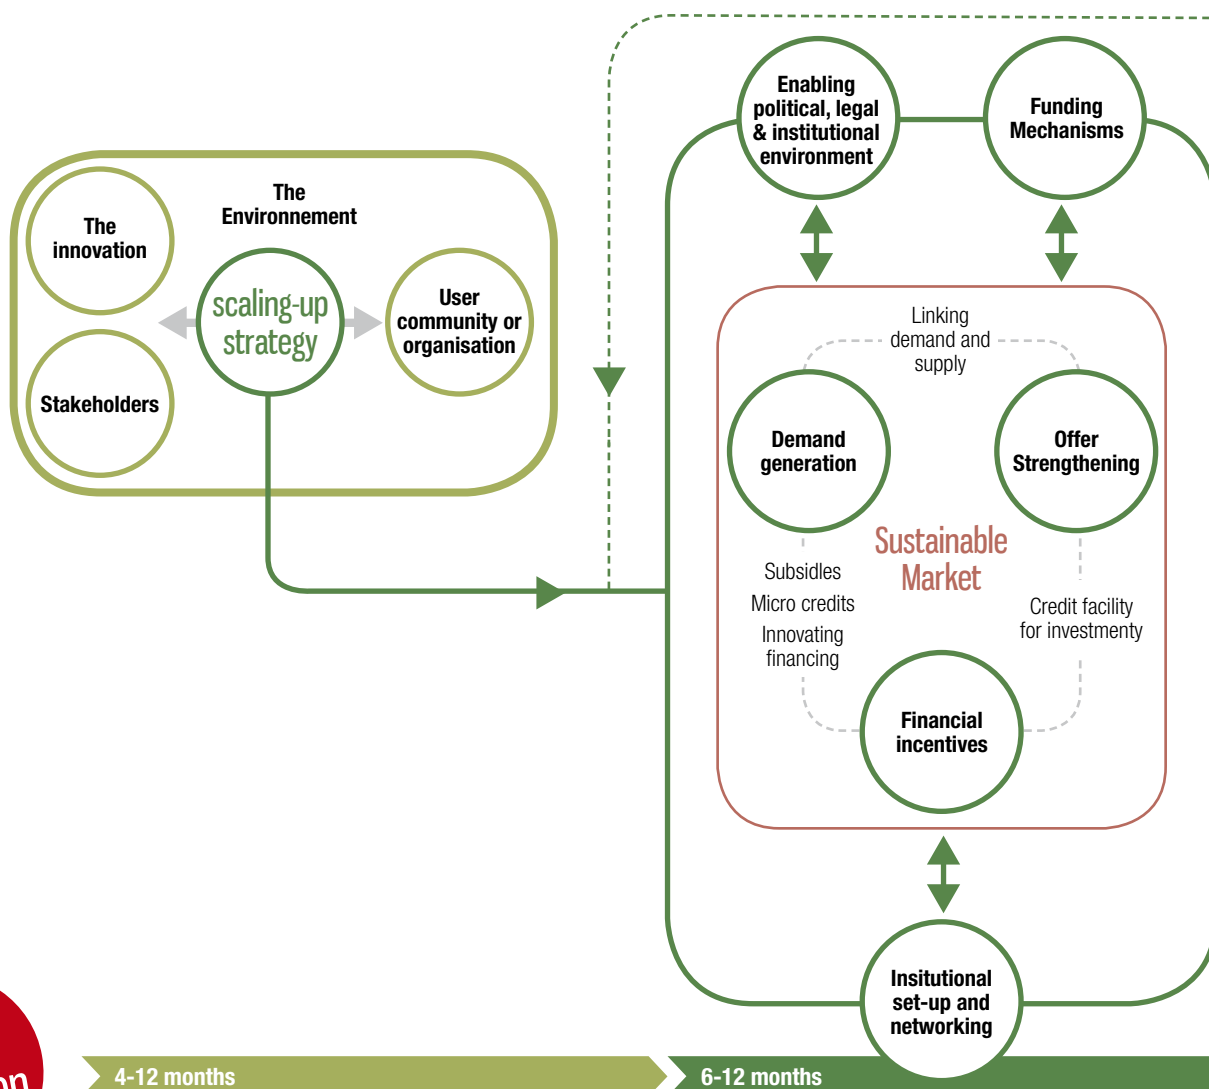 The
Environnement
The
innovation
scaling-up
strategy
User
community or
organisation
Stakeholders
Enabling
political, legal
& institutional
environment
Funding
Mechanisms
Linking
demand and
supply
Demand
generation
Offer
Strengthening
Sustainable
Market
Subsidles
Micro credits
Innovating
financing
Credit facility
for investmenty
Financial
incentives
Insitutional
set-up and
networking
4-12 months
6-12 months